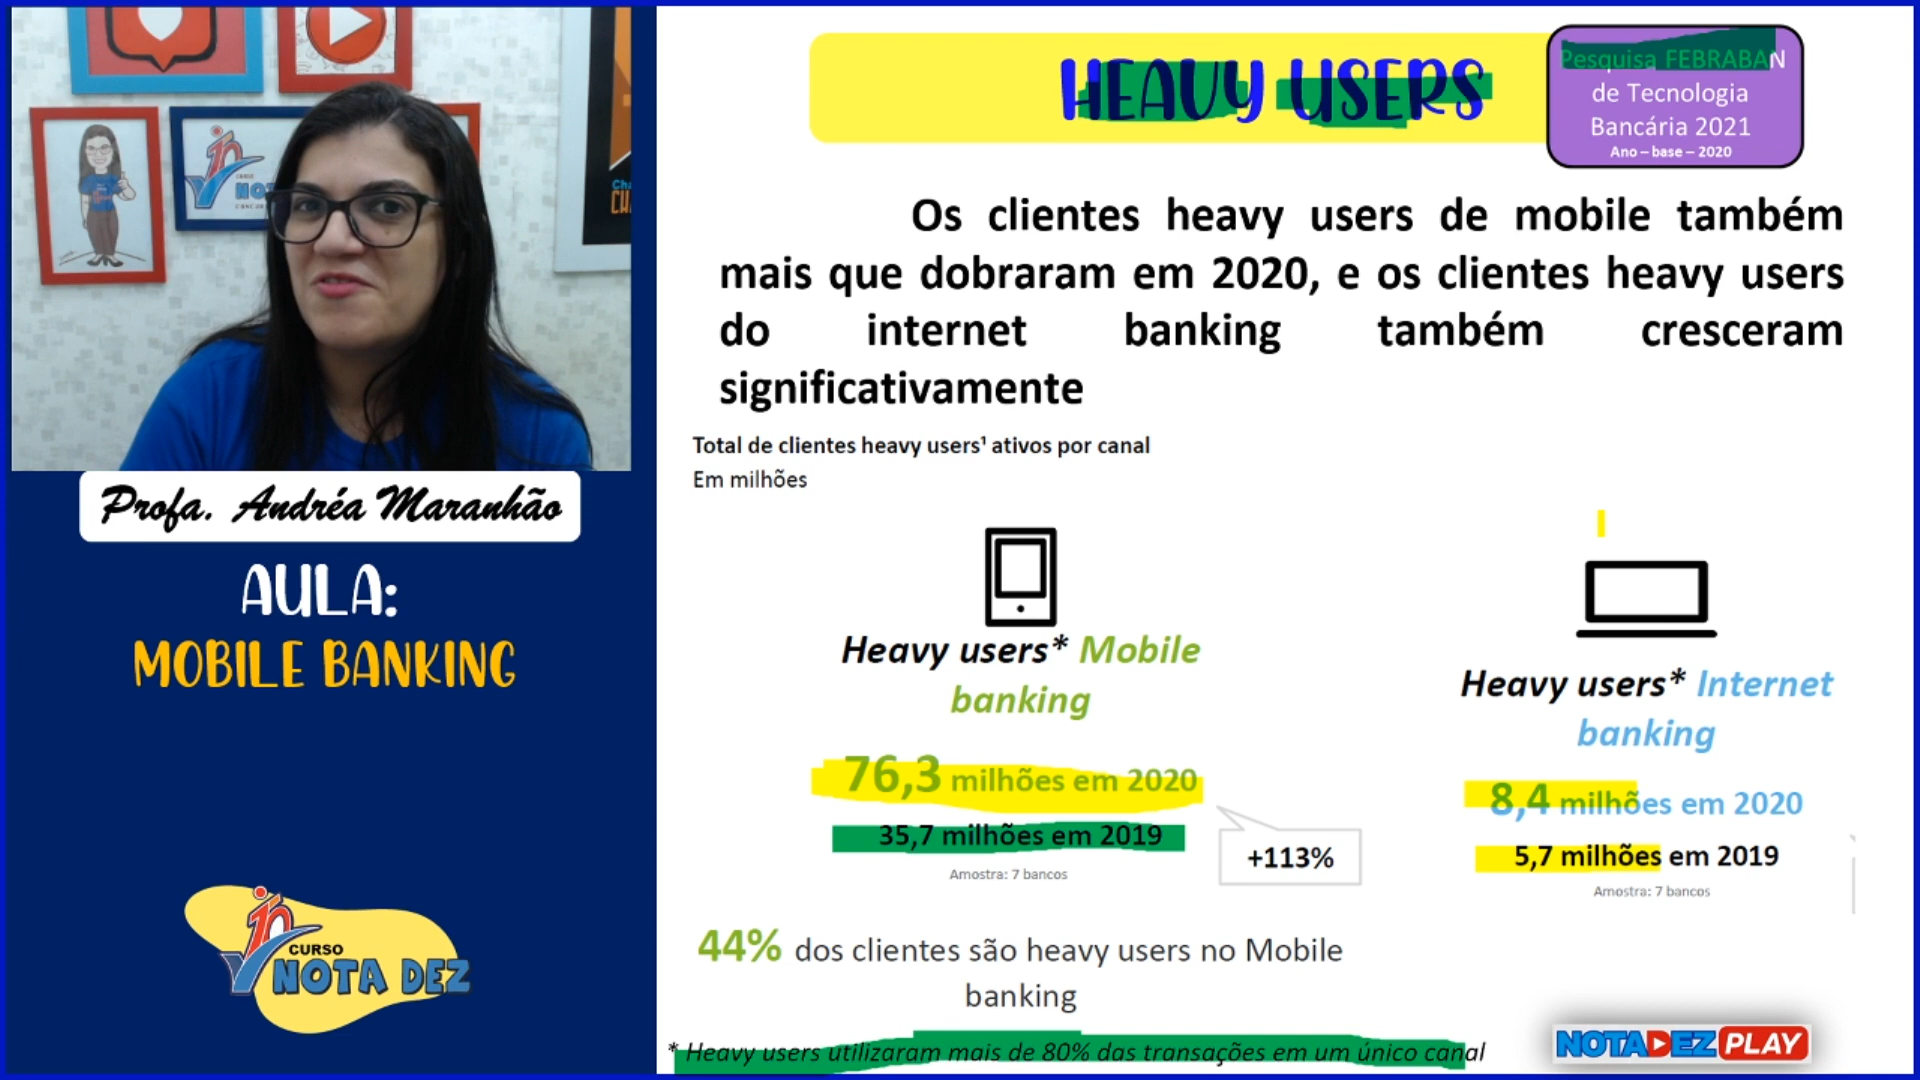 HEAVY USERS
Pesquisa FEBRABAN
de Tecnologia
Bancária 2021
Ano – base – 2020
Os clientes heavy users de mobile também
mais que dobraram em 2020, e os clientes heavy users
do internet banking também cresceram
significativamente
Total de clientes heavy users¹ ativos por canal
Em milhões
Heavy users* Mobile
banking
76,3 milhões em 2020
35,7 milhões em 2019
Amostra: 7 bancos
+113%
Heavy users* Internet
banking
8,4 milhões em 2020
5,7 milhões em 2019
Amostra: 7 bancos
44% dos clientes são heavy users no Mobile
banking
* Heavy users utilizaram mais de 80% das transações em um único canal
NOTADEZ PLAY
Profa. Andréa Maranhão
AULA:
MOBILE BANKING
CURSO
NOTA DEZ